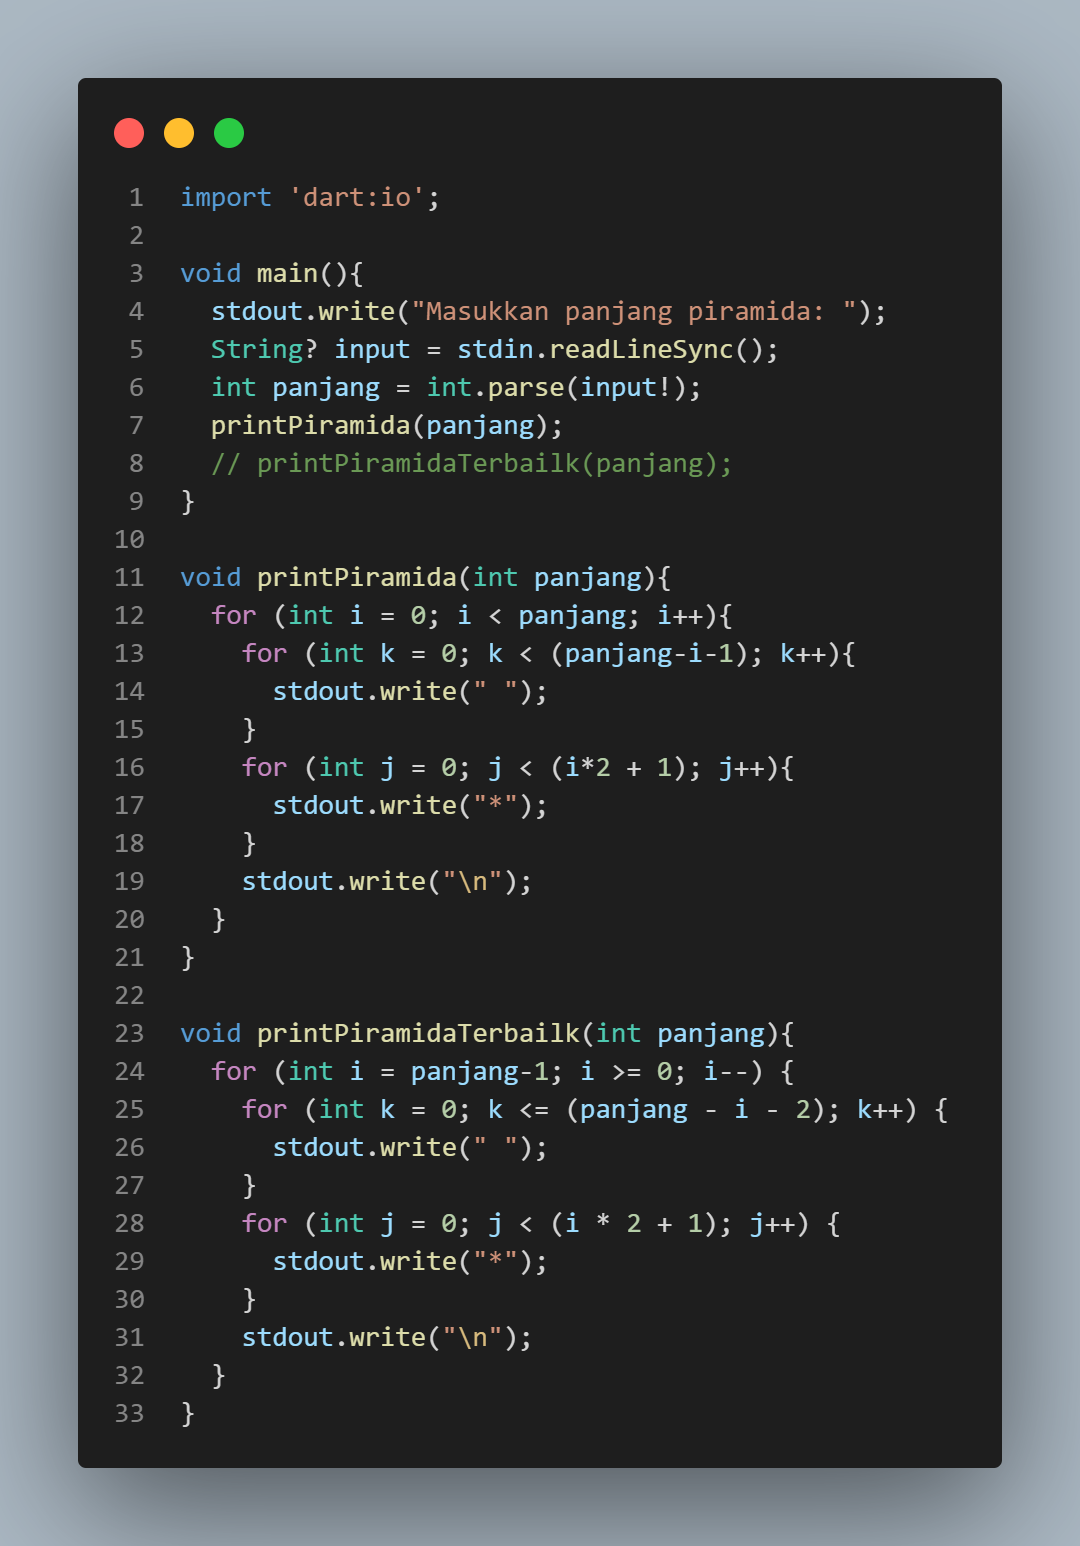 1 import 'dart:io';
2
3 void main(){
4   stdout.write("Masukkan panjang piramida: ");
5   String? input = stdin.readLineSync();
6   int panjang = int.parse(input!);
7   printPiramida(panjang);
8   // printPiramidaTerbailk(panjang);
9 }
10
11 void printPiramida(int panjang){
12   for (int i = 0; i < panjang; i++){
13     for (int k = 0; k < (panjang-i-1); k++){
14       stdout.write(" ");
15     }
16     for (int j = 0; j < (i*2 + 1); j++){
17       stdout.write("*");
18     }
19     stdout.write("\n");
20   }
21 }
22
23 void printPiramidaTerbailk(int panjang){
24   for (int i = panjang-1; i >= 0; i--) {
25     for (int k = 0; k <= (panjang - i - 2); k++) {
26       stdout.write(" ");
27     }
28     for (int j = 0; j < (i * 2 + 1); j++) {
29       stdout.write("*");
30     }
31     stdout.write("\n");
32   }
33 }